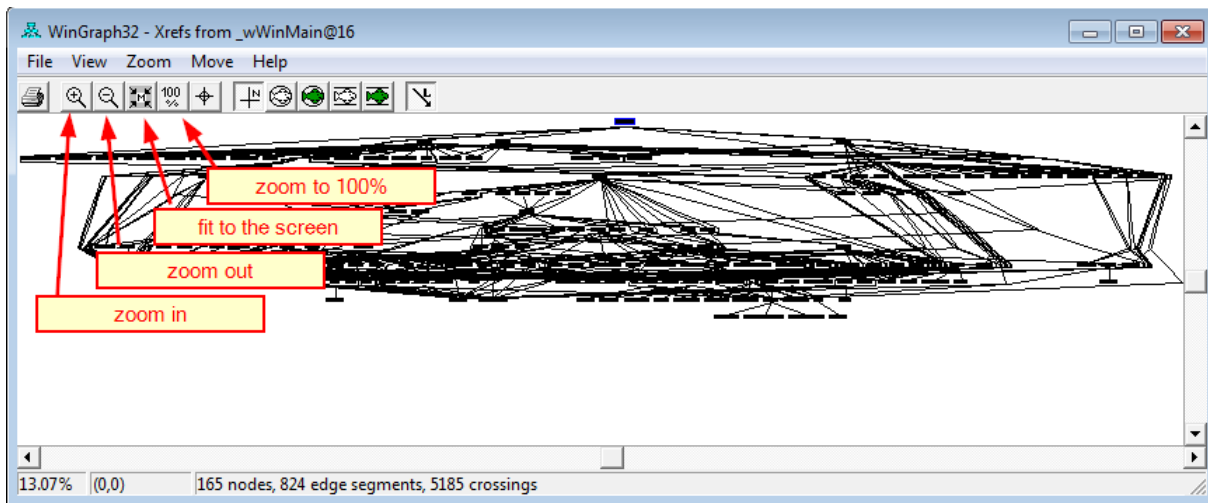 WinGraph32 - Xrefs from _wWinMain@16
File View Zoom Move Help
100
%
N
zoom to 100%
fit to the screen
zoom out
zoom in
13.07% (0,0) 165 nodes, 824 edge segments, 5185 crossings